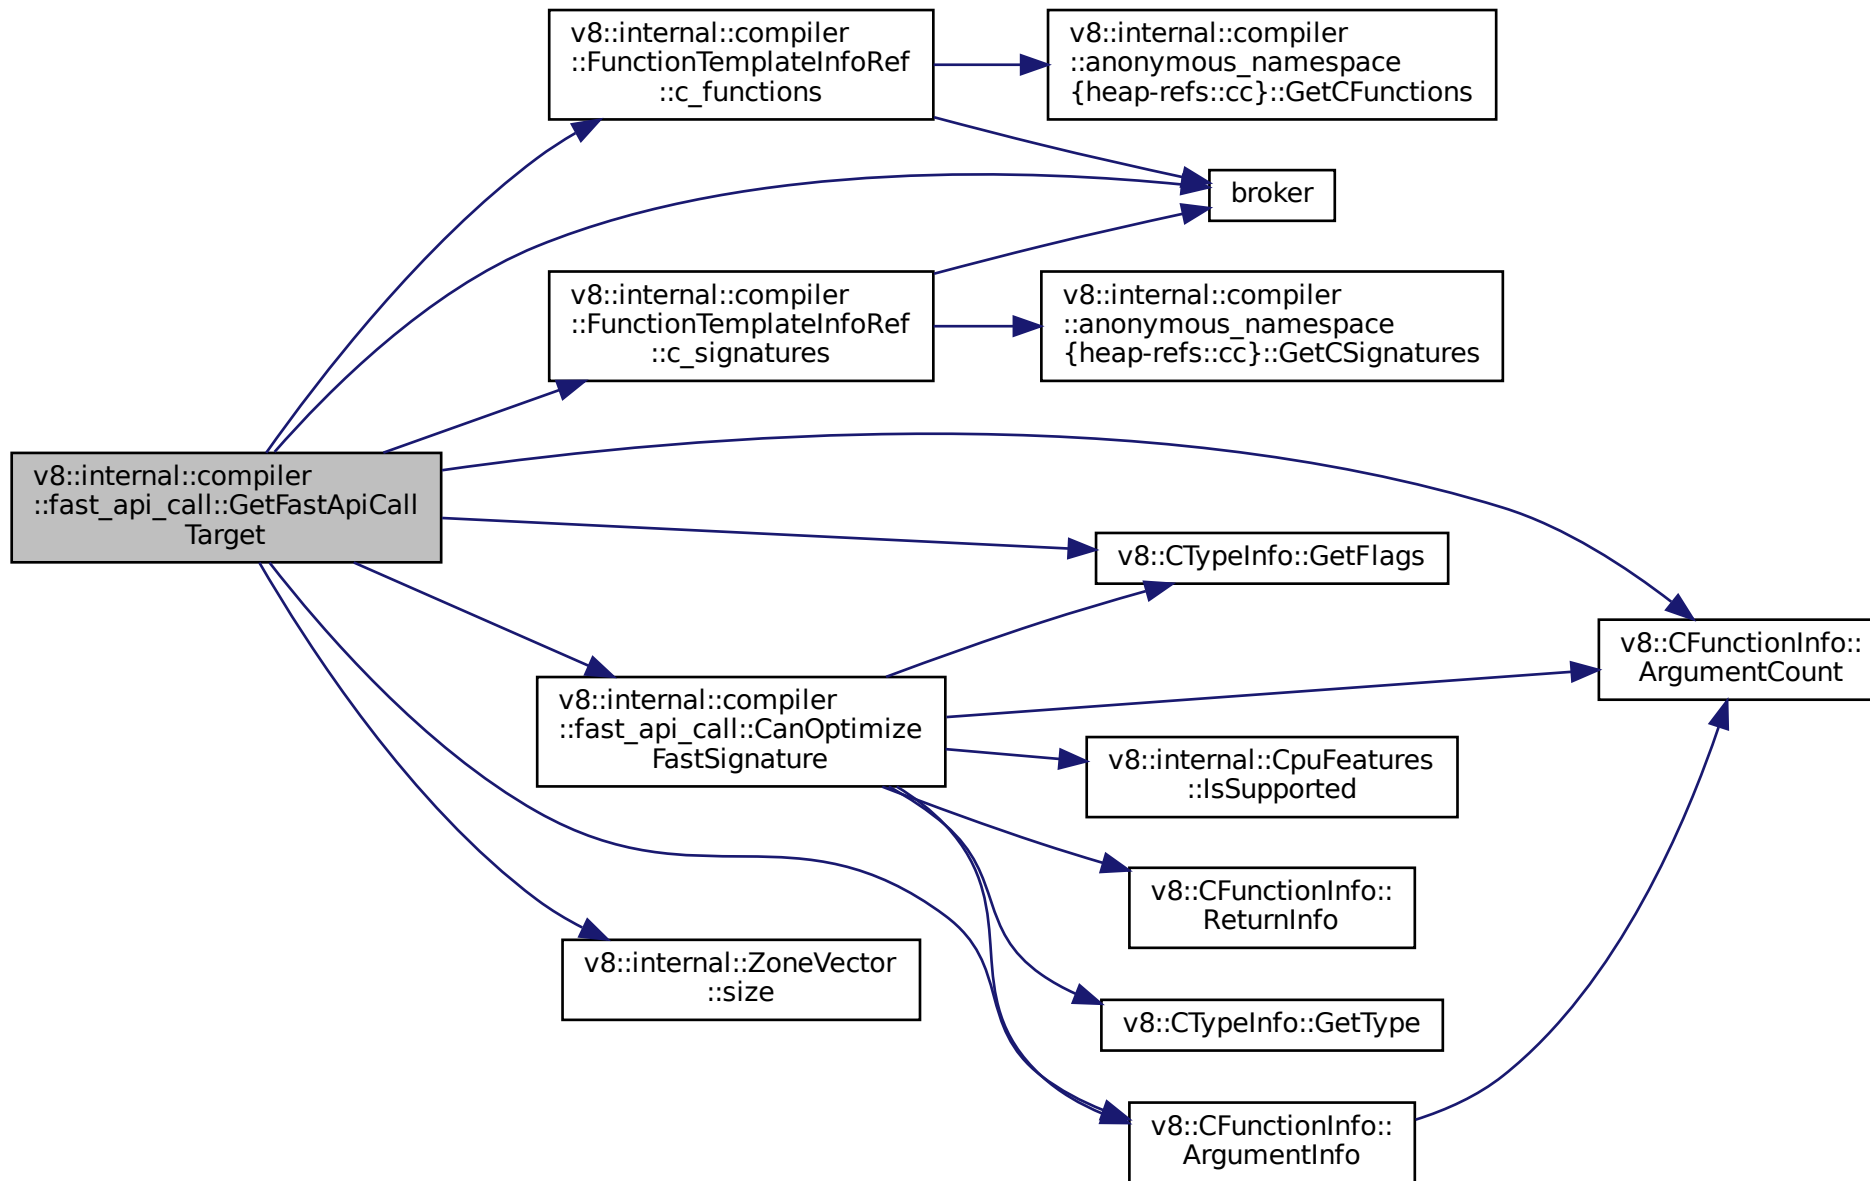 v8::internal::compiler
::FunctionTemplateInfoRef
::c_functions
v8::internal::compiler
::anonymous_namespace
{heap-refs::cc}::GetCFunctions
broker
v8::internal::compiler
::FunctionTemplateInfoRef
::c_signatures
v8::internal::compiler
::anonymous_namespace
{heap-refs::cc}::GetCSignatures
v8::internal::compiler
::fast_api_call::GetFastApiCall
Target
v8::CTypeInfo::GetFlags
v8::CFunctionInfo::
ArgumentCount
v8::internal::compiler
::fast_api_call::CanOptimize
FastSignature
v8::internal::CpuFeatures
::IsSupported
v8::CFunctionInfo::
ReturnInfo
v8::internal::ZoneVector
::size
v8::CTypeInfo::GetType
v8::CFunctionInfo::
ArgumentInfo